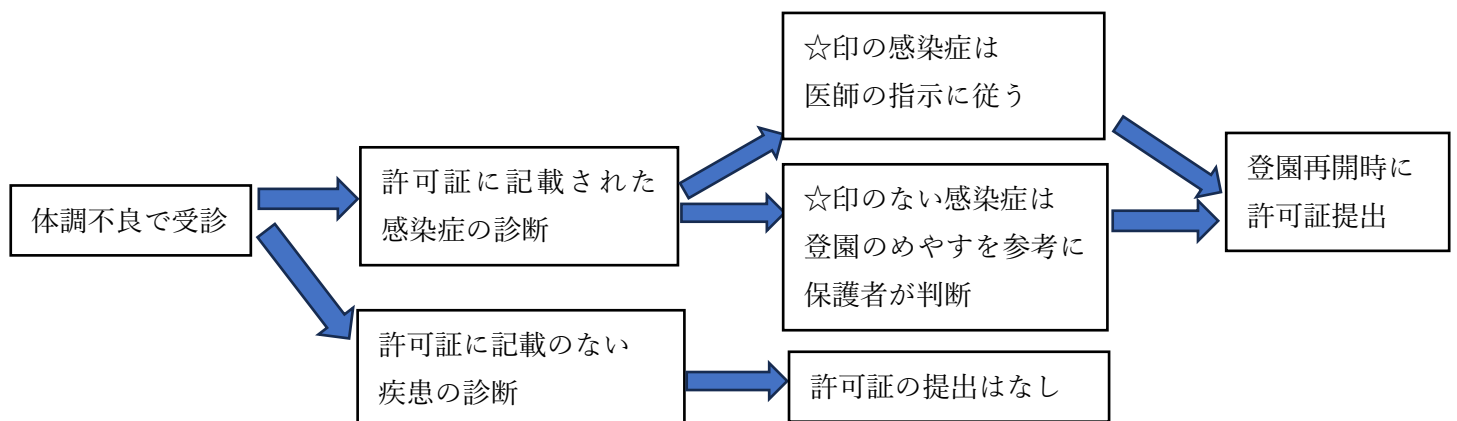 体調不良で受診
許可証に記載された
感染症の診断
許可証に記載のない
疾患の診断
☆印の感染症は
医師の指示に従う
☆印のない感染症は
登園のめやすを参考に
保護者が判断
許可証の提出はなし
登園再開時に
許可証提出